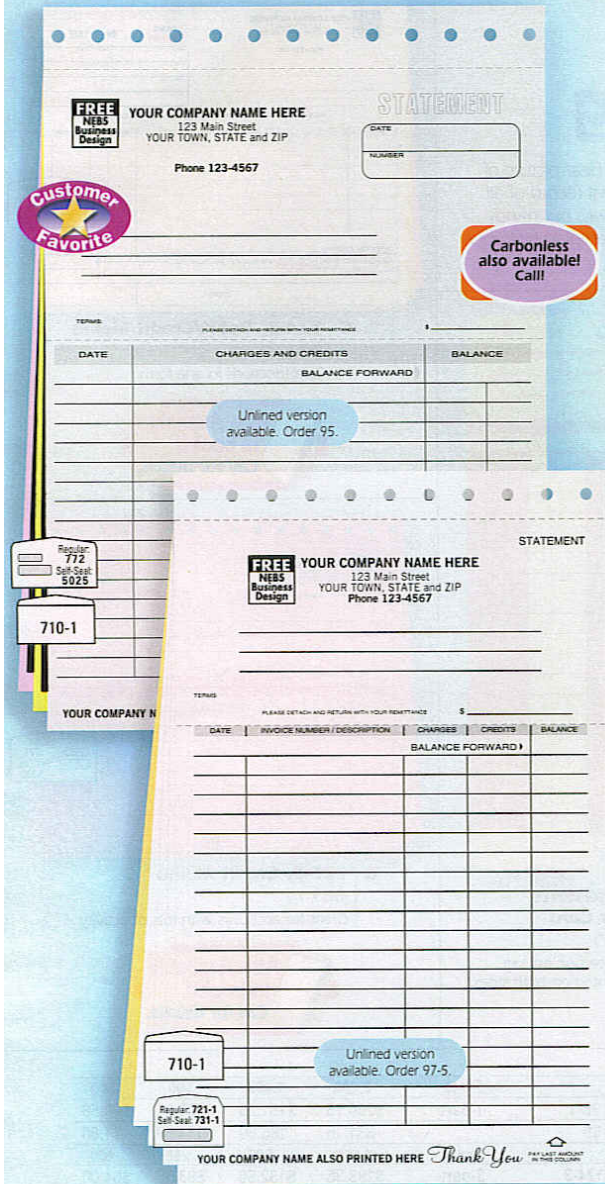 FREE
NEBS
Business
Design
YOUR COMPANY NAME HERE
123 Main Street
YOUR TOWN, STATE and ZIP
Phone 123-4567
STATEMENT
DATE
NUMBER
Customer
Favorite
Carbonless
also available!
Call!
TERMS:
PLEASE DETACH AND RETURN WITH YOUR REMITTANCE
$
DATE
CHARGES AND CREDITS
BALANCE
BALANCE FORWARD
Unlined version
available. Order 95.
Regular:
772
Self-Seal:
5025
710-1
YOUR COMPANY N
STATEMENT
FREE
NEBS
Business
Design
YOUR COMPANY NAME HERE
123 Main Street
YOUR TOWN, STATE and ZIP
Phone 123-4567
TERMS
PLEASE DETACH AND RETURN WITH YOUR REMITTANCE
$
DATE
INVOICE NUMBER / DESCRIPTION
CHARGES
CREDITS
BALANCE
BALANCE FORWARD
710-1
Unlined version
available. Order 97-5.
Regular: 721-1
Self-Seal: 731-1
YOUR COMPANY NAME ALSO PRINTED HERE
Thank You
PAY LAST AMOUNT
IN THIS COLUMN